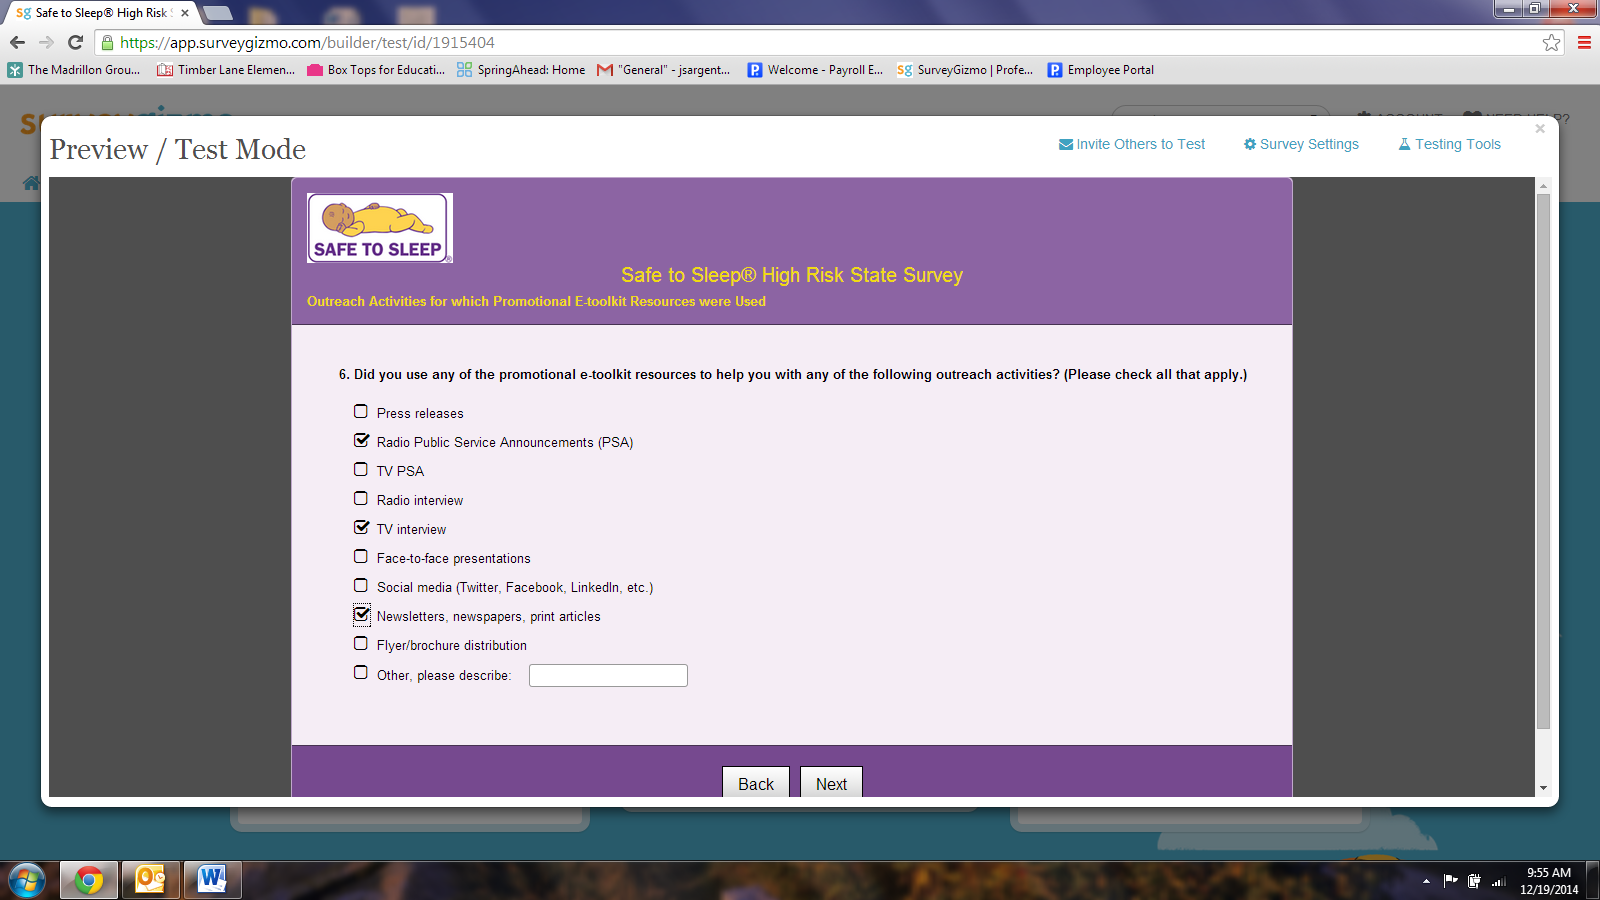 Safe to Sleep® High Risk S
https://app.surveygizmo.com/builder/test/id/1915404
The Madrillon Grou...
Timber Lane Elemen...
Box Tops for Educati...
SpringAhead: Home
"General" - jsargent...
Welcome - Payroll E...
SurveyGizmo | Profe...
Employee Portal
Preview / Test Mode
Invite Others to Test
Survey Settings
Testing Tools
SAFE TO SLEEP®
Safe to Sleep® High Risk State Survey
Outreach Activities for which Promotional E-toolkit Resources were Used
6. Did you use any of the promotional e-toolkit resources to help you with any of the following outreach activities? (Please check all that apply.)
Press releases
Radio Public Service Announcements (PSA)
TV PSA
Radio interview
TV interview
Face-to-face presentations
Social media (Twitter, Facebook, LinkedIn, etc.)
Newsletters, newspapers, print articles
Flyer/brochure distribution
Other, please describe:
Back
Next
9:55 AM
12/19/2014